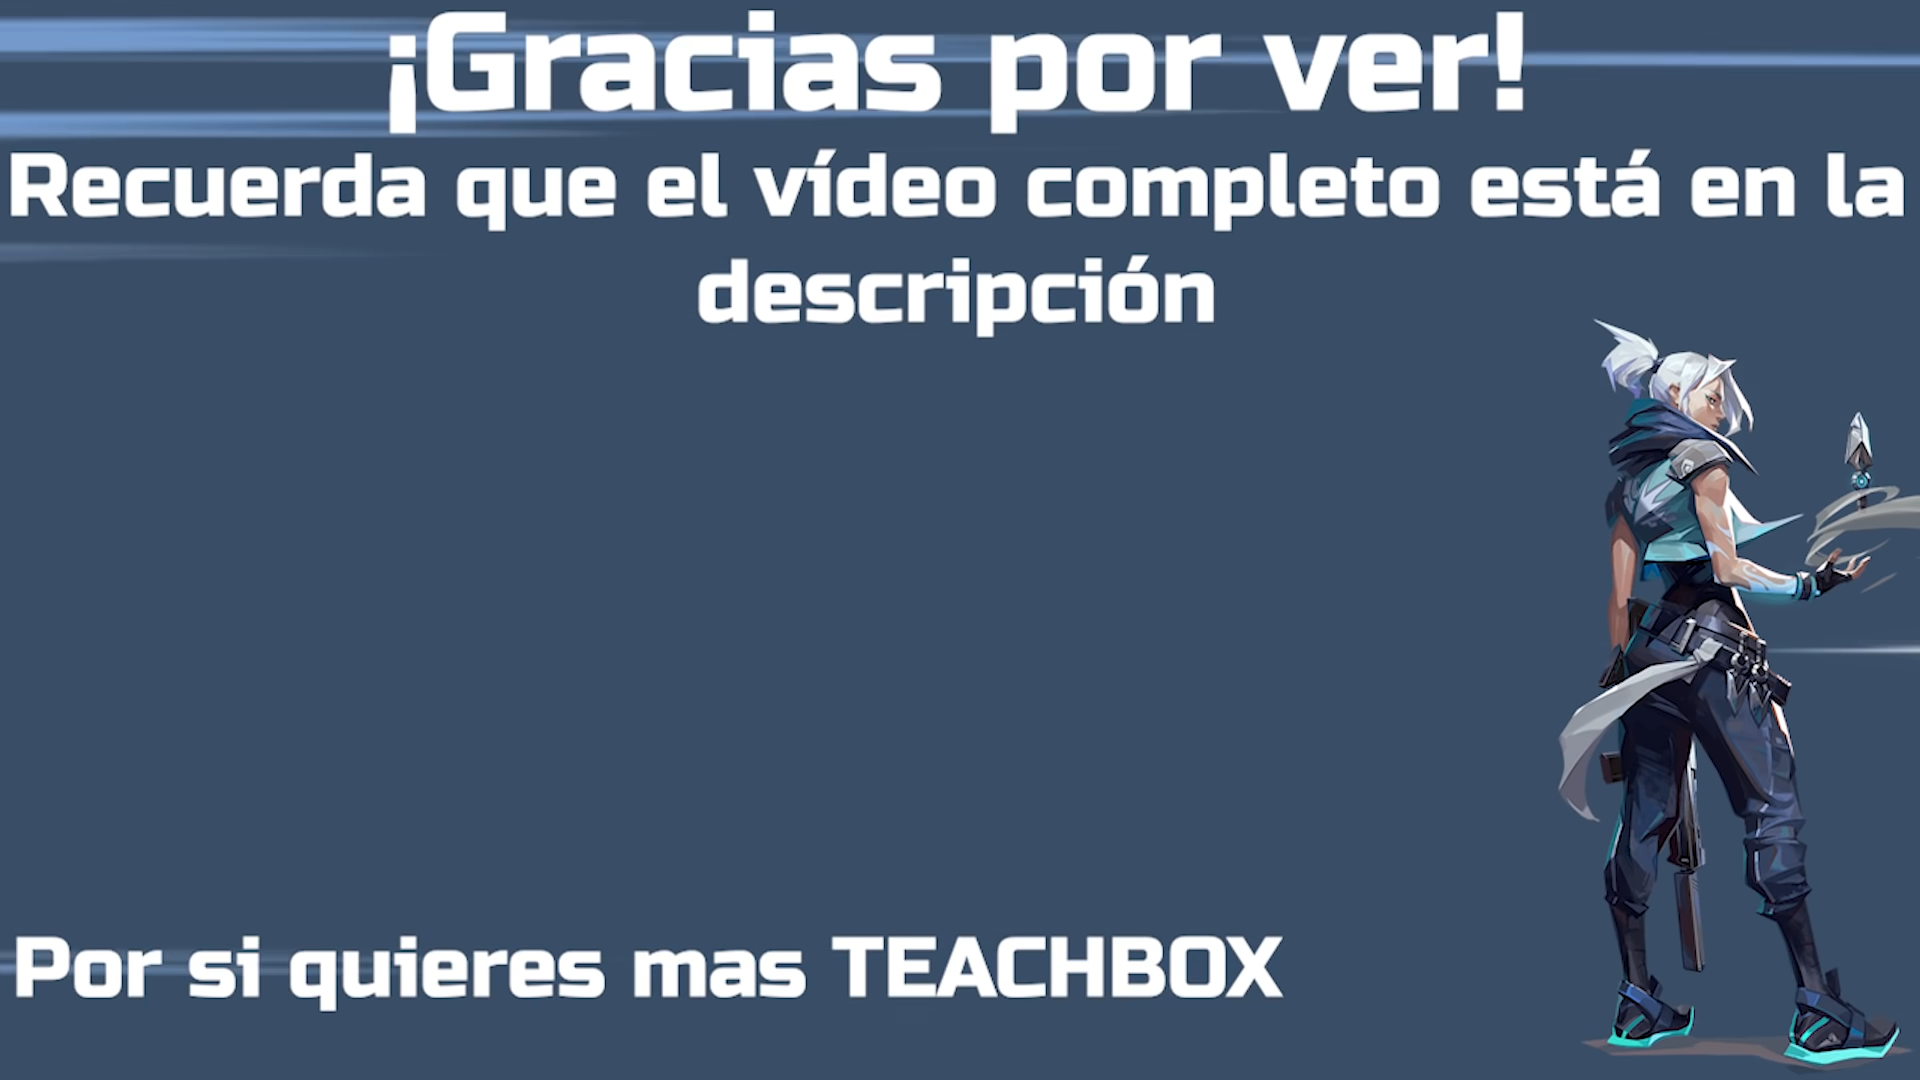 ¡Gracias por ver!
Recuerda que el vídeo completo está en la
descripción
Por si quieres mas TEACHBOX